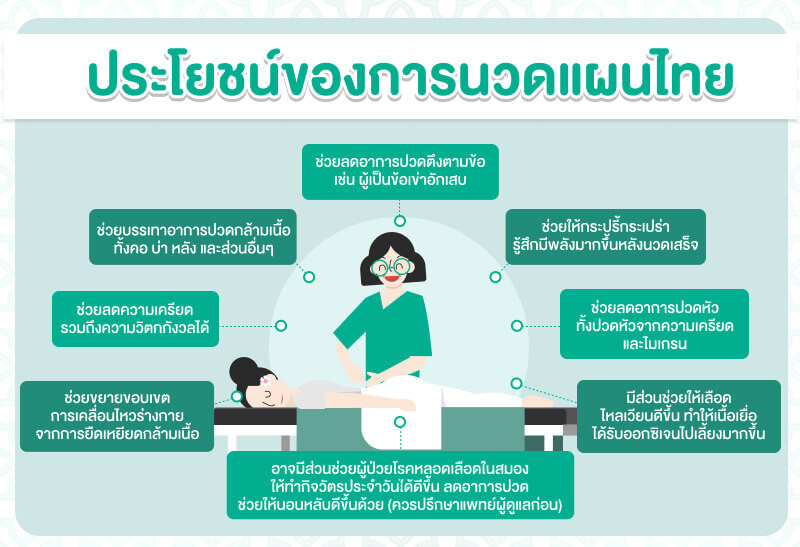 ประโยชน์ของการนวดแผนไทย
ช่วยลดอาการปวดตึงตามข้อ
เช่น ผู้เป็นข้อเข่าอักเสบ
ช่วยบรรเทาอาการปวดกล้ามเนื้อ
ทั้งคอ บ่า หลัง และส่วนอื่นๆ
ช่วยให้กระปรี้กระเปร่า
รู้สึกมีพลังมากขึ้นหลังนวดเสร็จ
ช่วยลดความเครียด
รวมถึงความวิตกกังวลได้
ช่วยลดอาการปวดหัว
ทั้งปวดหัวจากความเครียด
และไมเกรน
ช่วยขยายขอบเขต
การเคลื่อนไหวร่างกาย
จากการยืดเหยียดกล้ามเนื้อ
มีส่วนช่วยให้เลือด
ไหลเวียนดีขึ้น ทำให้เนื้อเยื่อ
ได้รับออกซิเจนไปเลี้ยงมากขึ้น
อาจมีส่วนช่วยผู้ป่วยโรคหลอดเลือดในสมอง
ให้ทำกิจวัตรประจำวันได้ดีขึ้น ลดอาการปวด
ช่วยให้นอนหลับดีขึ้นด้วย (ควรปรึกษาแพทย์ผู้ดูแลก่อน)